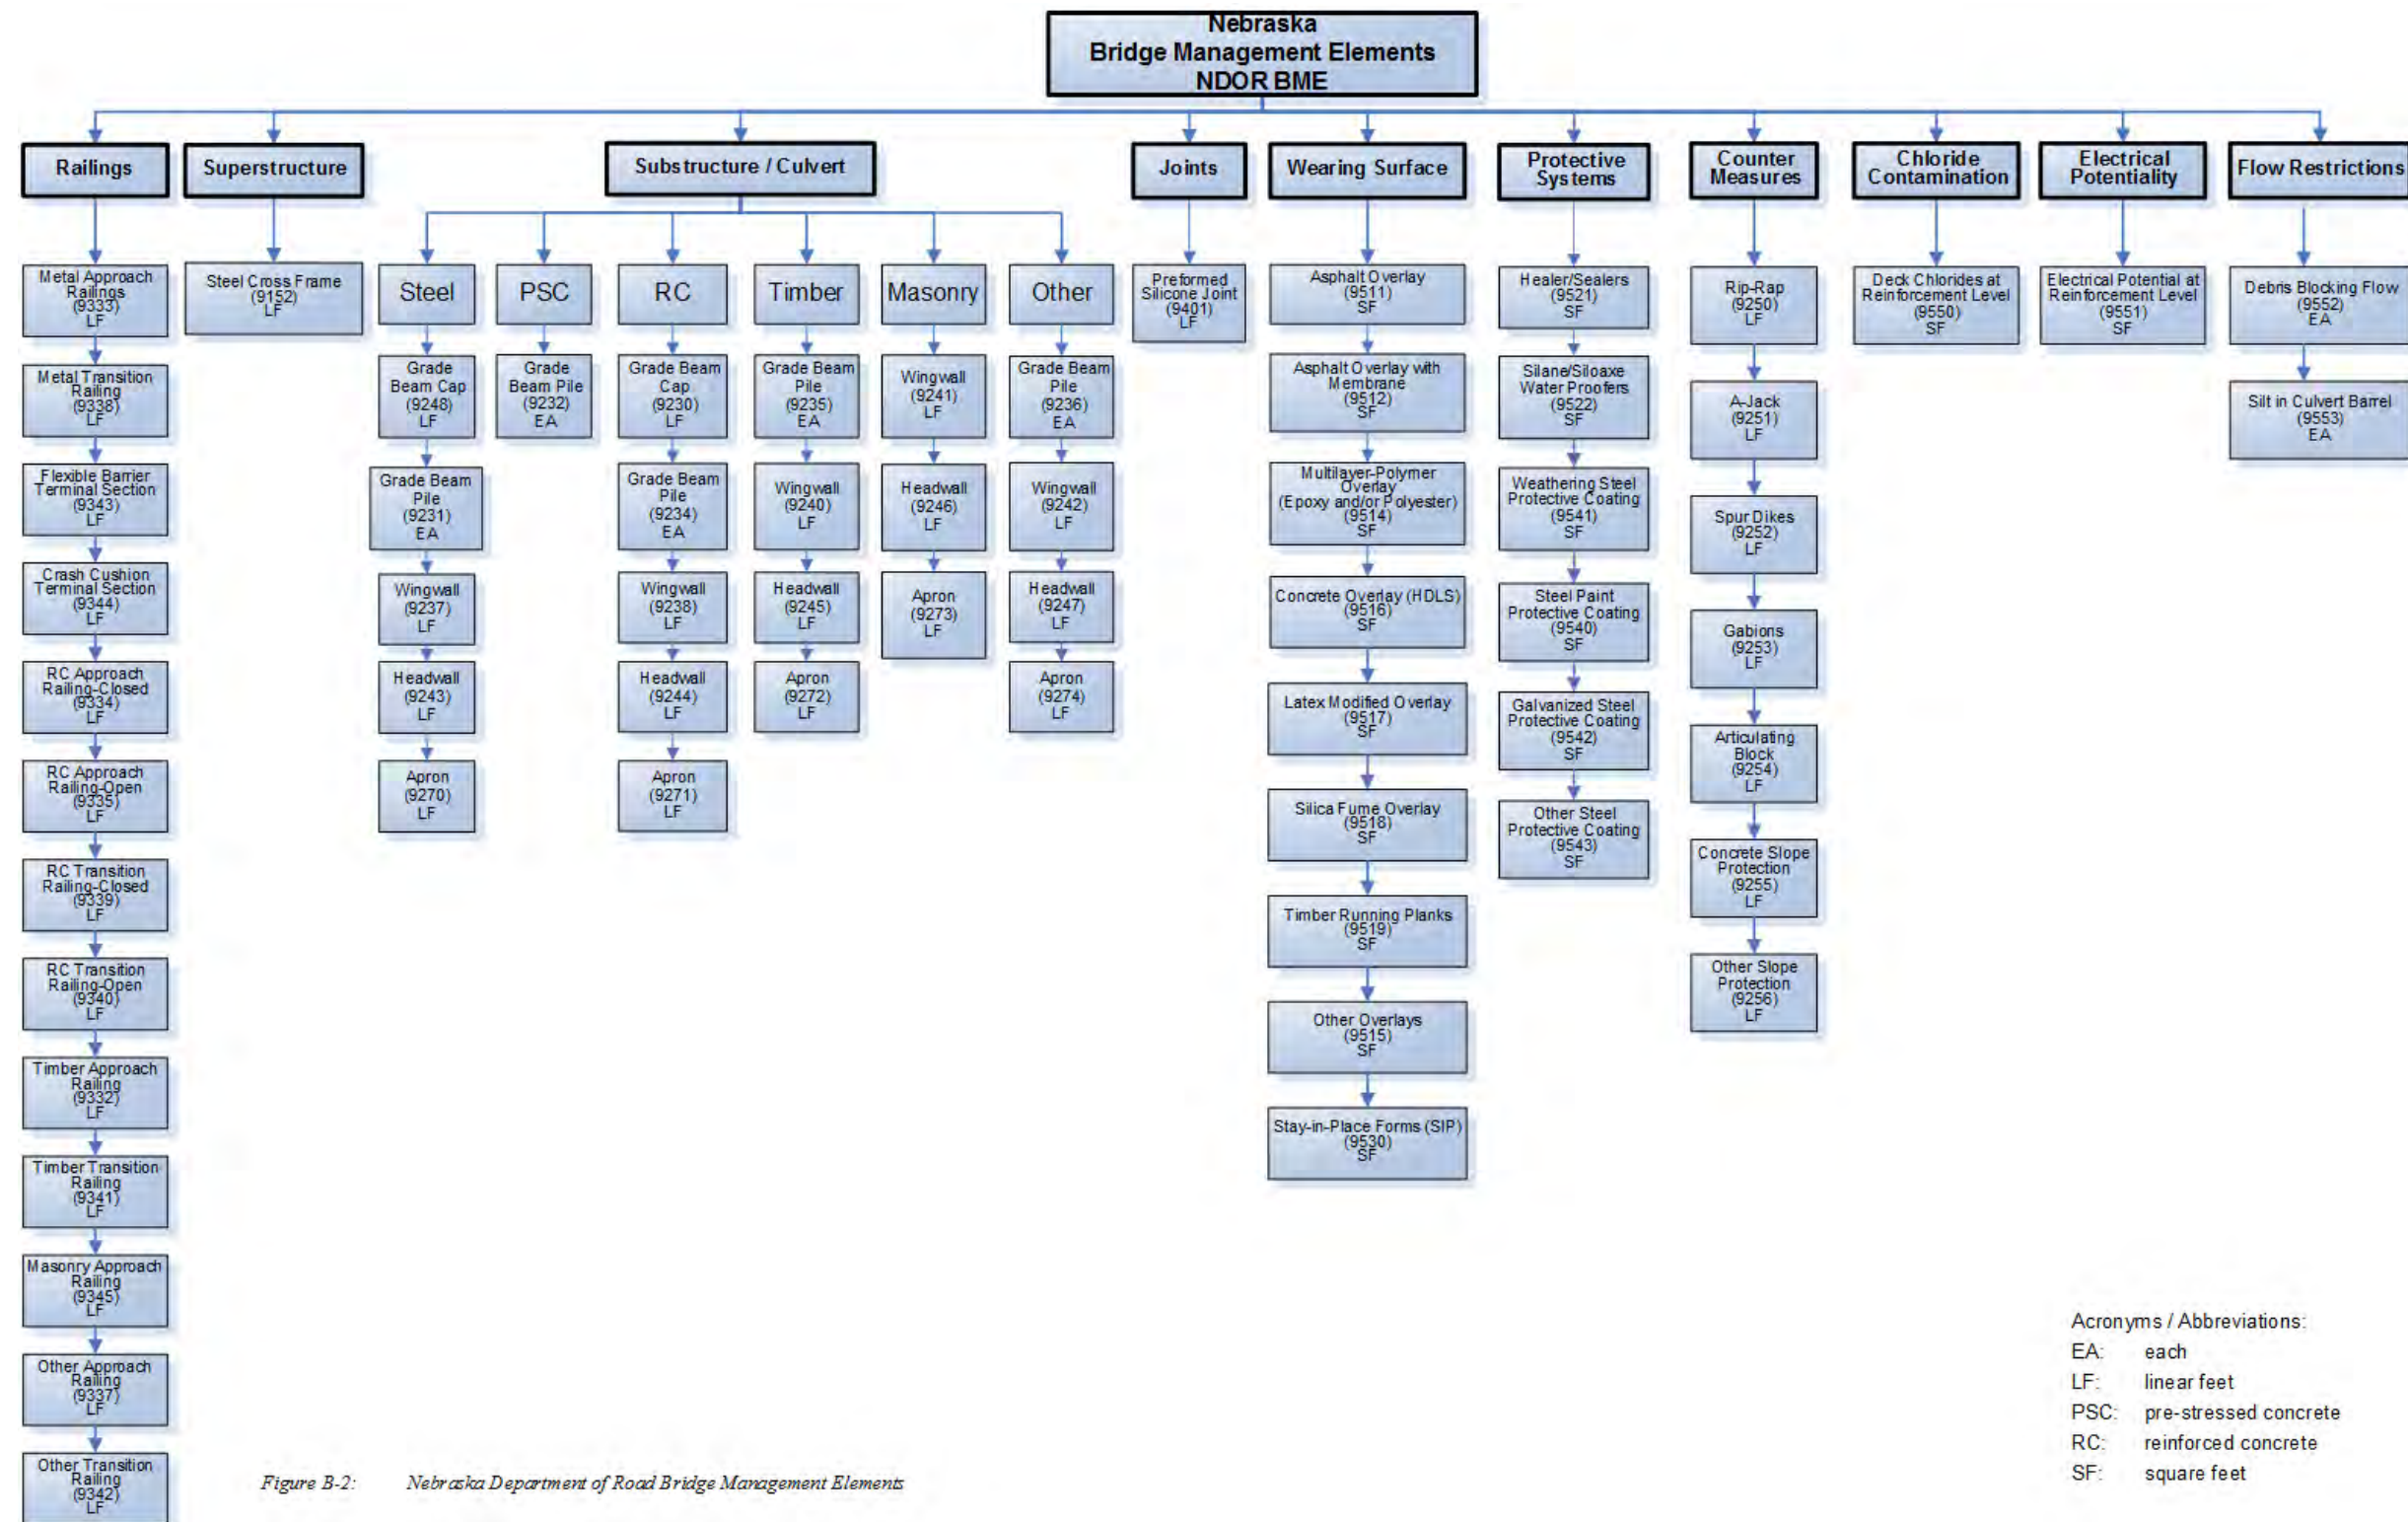 Nebraska
Bridge Management Elements
NDOR BME
Railings
Metal Approach
Railings
(9333)
LF
Metal Transition
Railing
(9338)
LF
Flexible Barrier
Terminal Section
(9343)
LF
Crash Cushion
Terminal Section
(9344)
LF
RC Approach
Railing-Closed
(9334)
LF
RC Approach
Railing-Open
(9335)
LF
RC Transition
Railing-Closed
(9339)
LF
RC Transition
Railing-Open
(9340)
LF
Timber Approach
Railing
(9332)
LF
Timber Transition
Railing
(9341)
LF
Masonry Approach
Railing
(9345)
LF
Other Approach
Railing
(9337)
LF
Other Transition
Railing
(9342)
LF
Superstructure
Steel Cross Frame
(9152)
LF
Substructure / Culvert
Steel
Grade
Beam Cap
(9248)
LF
Grade Beam
Pile
(9231)
EA
Wingwall
(9237)
LF
Headwall
(9243)
LF
Apron
(9270)
LF
PSC
Grade
Beam Pile
(9232)
EA
RC
Grade Beam
Cap
(9230)
LF
Grade Beam
Pile
(9234)
EA
Wingwall
(9238)
LF
Headwall
(9244)
LF
Apron
(9271)
LF
Timber
Grade Beam
Pile
(9235)
EA
Wingwall
(9240)
LF
Headwall
(9245)
LF
Apron
(9272)
LF
Masonry
Wingwall
(9241)
LF
Headwall
(9246)
LF
Apron
(9273)
LF
Other
Grade Beam
Pile
(9236)
EA
Wingwall
(9242)
LF
Headwall
(9247)
LF
Apron
(9274)
LF
Joints
Preformed
Silicone Joint
(9401)
LF
Wearing Surface
Asphalt Overlay
(9511)
SF
Asphalt Overlay with
Membrane
(9512)
SF
Multilayer-Polymer
Overlay
(Epoxy and/or Polyester)
(9514)
SF
Concrete Overlay (HDLS)
(9516)
SF
Latex Modified Overlay
(9517)
SF
Silica Fume Overlay
(9518)
SF
Timber Running Planks
(9519)
SF
Other Overlays
(9515)
SF
Stay-in-Place Forms (SIP)
(9530)
SF
Protective
Systems
Healer/Sealers
(9521)
SF
Silane/Siloaxe
Water Proofers
(9522)
SF
Weathering Steel
Protective Coating
(9541)
SF
Steel Paint
Protective Coating
(9540)
SF
Galvanized Steel
Protective Coating
(9542)
SF
Other Steel
Protective Coating
(9543)
SF
Counter
Measures
Rip-Rap
(9250)
LF
A-Jack
(9251)
LF
Spur Dikes
(9252)
LF
Gabions
(9253)
LF
Articulating
Block
(9254)
LF
Concrete Slope
Protection
(9255)
LF
Other Slope
Protection
(9256)
LF
Chloride
Contamination
Deck Chlorides at
Reinforcement Level
(9550)
SF
Electrical
Potentiality
Electrical Potential at
Reinforcement Level
(9551)
SF
Flow Restrictions
Debris Blocking Flow
(9552)
EA
Silt in Culvert Barrel
(9553)
EA
Acronyms / Abbreviations:
EA: each
LF: linear feet
PSC: pre-stressed concrete
RC: reinforced concrete
SF: square feet
Figure B-2: Nebraska Department of Road Bridge Management Elements